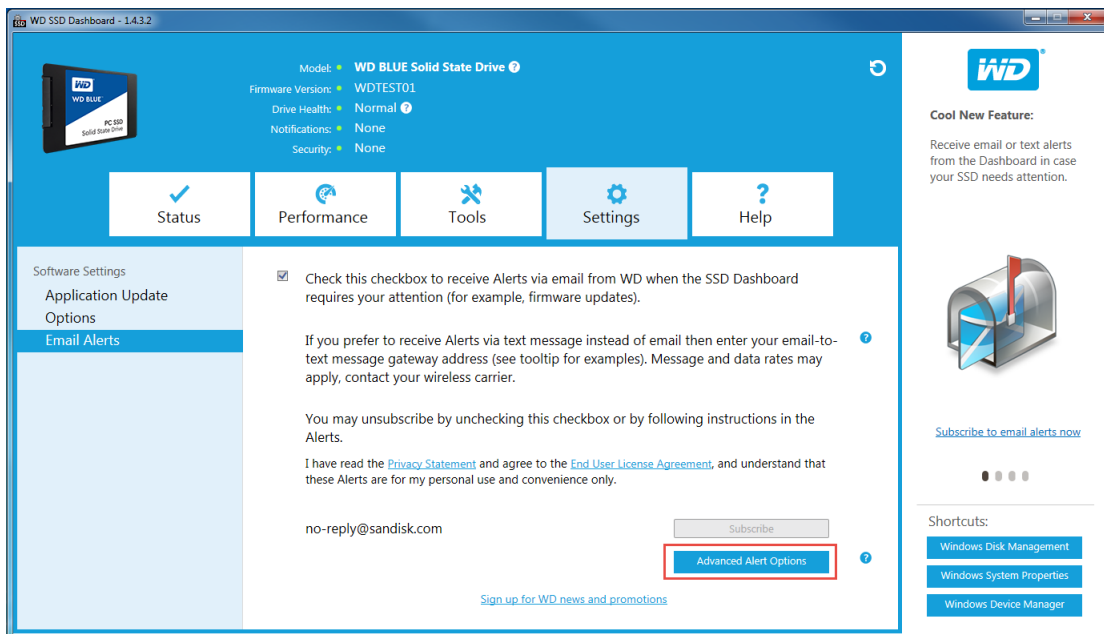 WD SSD Dashboard - 1.4.3.2
WD
WD BLUE
PC SSD
Solid State Drive
Model: WD BLUE Solid State Drive ?
Firmware Version: WDTEST01
Drive Health: Normal ?
Notifications: None
Security: None
Status
Performance
Tools
Settings
Help
Software Settings
Application Update
Options
Email Alerts
Check this checkbox to receive Alerts via email from WD when the SSD Dashboard
requires your attention (for example, firmware updates).
If you prefer to receive Alerts via text message instead of email then enter your email-to-
text message gateway address (see tooltip for examples). Message and data rates may
apply, contact your wireless carrier.
You may unsubscribe by unchecking this checkbox or by following instructions in the
Alerts.
I have read the Privacy Statement and agree to the End User License Agreement, and understand that
these Alerts are for my personal use and convenience only.
no-reply@sandisk.com
Subscribe
Advanced Alert Options
Sign up for WD news and promotions
WD
Cool New Feature:
Receive email or text alerts
from the Dashboard in case
your SSD needs attention.
Subscribe to email alerts now
Shortcuts:
Windows Disk Management
Windows System Properties
Windows Device Manager